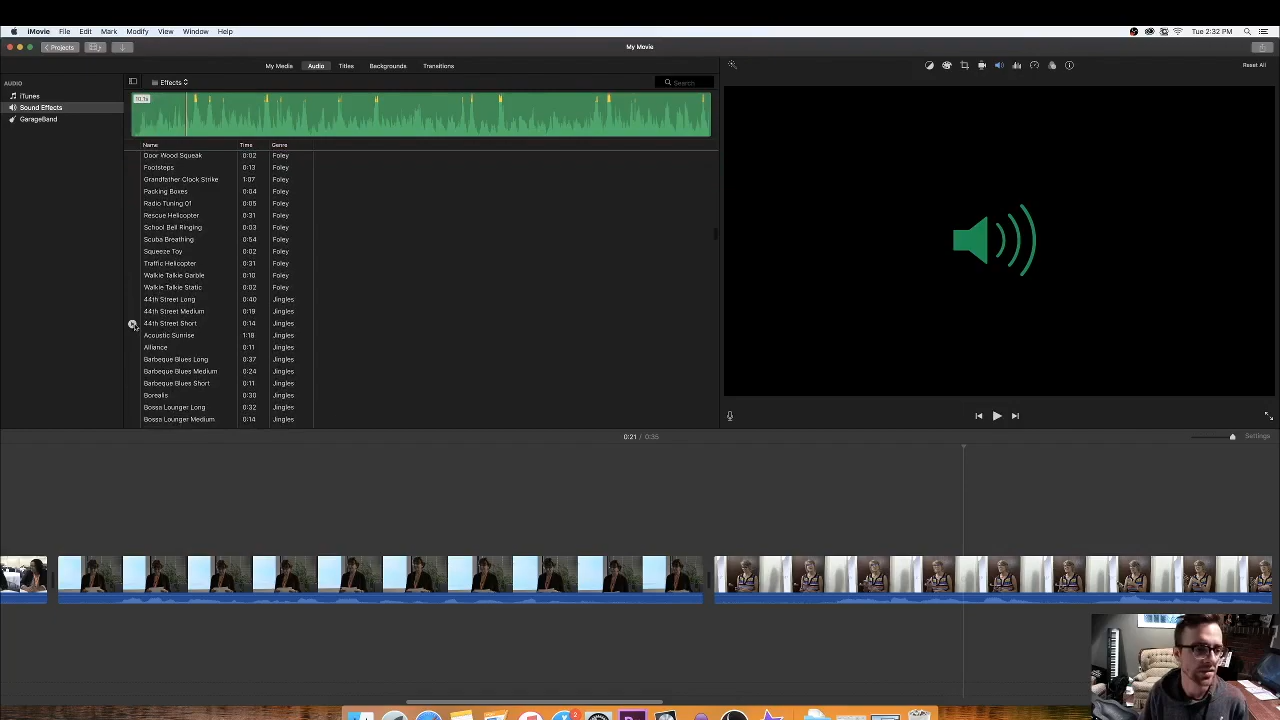 iMovie File Edit Mark Modify View Window Help Tue 2:32 PM
Projects My Movie
My Media Audio Titles Backgrounds Transitions Reset All
AUDIO Effects Search
iTunes
Sound Effects
GarageBand
Name Time Genre
Door Wood Squeak 0:02 Foley
Footsteps 0:13 Foley
Grandfather Clock Strike 1:07 Foley
Packing Boxes 0:04 Foley
Radio Tuning 01 0:05 Foley
Rescue Helicopter 0:31 Foley
School Bell Ringing 0:03 Foley
Scuba Breathing 0:54 Foley
Squeeze Toy 0:02 Foley
Traffic Helicopter 0:31 Foley
Walkie Talkie Garble 0:10 Foley
Walkie Talkie Static 0:02 Foley
44th Street Long 0:40 Jingles
44th Street Medium 0:19 Jingles
44th Street Short 0:14 Jingles
Acoustic Sunrise 1:18 Jingles
Alliance 0:11 Jingles
Barbeque Blues Long 0:37 Jingles
Barbeque Blues Medium 0:24 Jingles
Barbeque Blues Short 0:11 Jingles
Borealis 0:30 Jingles
Bossa Lounger Long 0:32 Jingles
Bossa Lounger Medium 0:14 Jingles
0:21 / 0:35 Settings